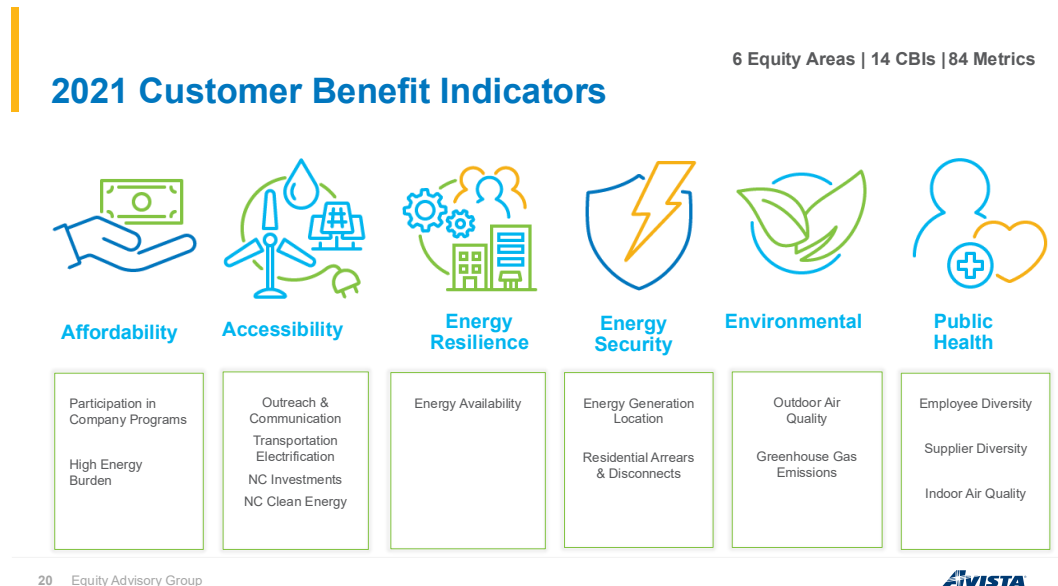 6 Equity Areas | 14 CBIs | 84 Metrics
2021 Customer Benefit Indicators
Affordability
Participation in
Company Programs
High Energy
Burden
Accessibility
Outreach &
Communication
Transportation
Electrification
NC Investments
NC Clean Energy
Energy
Resilience
Energy Availability
Energy
Security
Energy Generation
Location
Residential Arrears
& Disconnects
Environmental
Outdoor Air
Quality
Greenhouse Gas
Emissions
Public
Health
Employee Diversity
Supplier Diversity
Indoor Air Quality
20 Equity Advisory Group
AVISTA